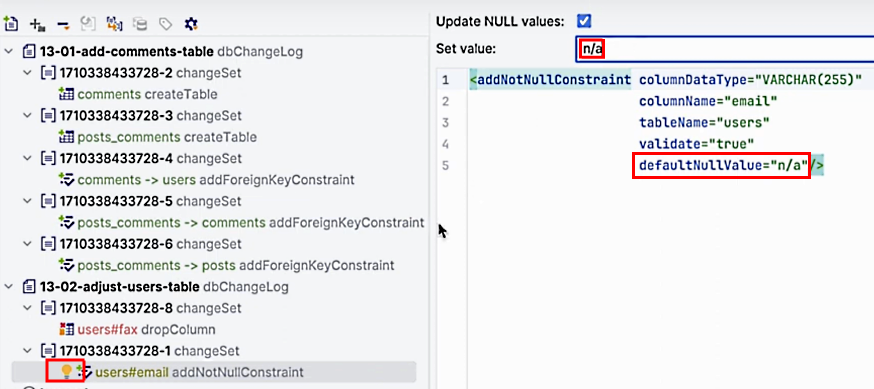 13-01-add-comments-table dbChangeLog
1710338433728-2 changeSet
comments createTable
1710338433728-3 changeSet
posts_comments createTable
1710338433728-4 changeSet
comments -> users addForeignKeyConstraint
1710338433728-5 changeSet
posts_comments -> comments addForeignKeyConstraint
1710338433728-6 changeSet
posts_comments -> posts addForeignKeyConstraint
13-02-adjust-users-table dbChangeLog
1710338433728-8 changeSet
users#fax dropColumn
1710338433728-1 changeSet
users#email addNotNullConstraint
Update NULL values:
Set value: n/a
1 <addNotNullConstraint columnDataType="VARCHAR(255)"
2 columnName="email"
3 tableName="users"
4 validate="true"
5 defaultNullValue="n/a"/>